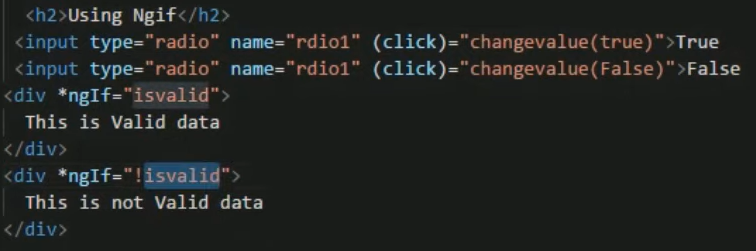 <h2>Using Ngif</h2>
<input type="radio" name="rdio1" (click)="changevalue(true)">True
<input type="radio" name="rdio1" (click)="changevalue(False)">False
<div *ngIf="isvalid">
This is Valid data
</div>
<div *ngIf="!isvalid">
This is not Valid data
</div>